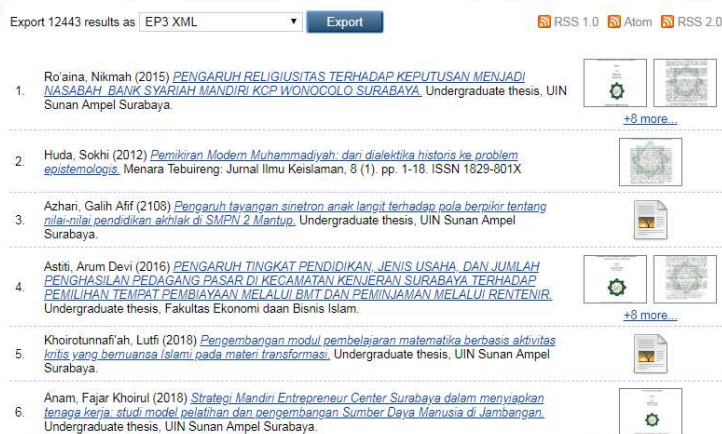 Export 12443 results as EP3 XML Export RSS 1.0 Atom RSS 2.0
1. Ro'aina, Nikmah (2015) PENGARUH RELIGIUSITAS TERHADAP KEPUTUSAN MENJADI
NASABAH BANK SYARIAH MANDIRI KCP WONOCOLO SURABAYA. Undergraduate thesis, UIN
Sunan Ampel Surabaya.
+8 more...
2. Huda, Sokhi (2012) Pemikiran Modern Muhammadiyah: dari dialektika historis ke problem
epistemologis. Menara Tebuireng: Jurnal Ilmu Keislaman, 8 (1). pp. 1-18. ISSN 1829-801X
3. Azhari, Galih Afif (2108) Pengaruh tayangan sinetron anak langit terhadap pola berpikir tentang
nilai-nilai pendidikan akhlak di SMPN 2 Mantup. Undergraduate thesis, UIN Sunan Ampel
Surabaya.
4. Astiti, Arum Devi (2016) PENGARUH TINGKAT PENDIDIKAN, JENIS USAHA, DAN JUMLAH
PENGHASILAN PEDAGANG PASAR DI KECAMATAN KENJERAN SURABAYA TERHADAP
PEMILIHAN TEMPAT PEMBIAYAAN MELALUI BMT DAN PEMINJAMAN MELALUI RENTENIR.
Undergraduate thesis, Fakultas Ekonomi daan Bisnis Islam.
+8 more...
5. Khoirotunnafi'ah, Lutfi (2018) Pengembangan modul pembelajaran matematika berbasis aktivitas
kritis yang bernuansa Islami pada materi transformasi. Undergraduate thesis, UIN Sunan Ampel
Surabaya.
6. Anam, Fajar Khoirul (2018) Strategi Mandiri Entrepreneur Center Surabaya dalam menyiapkan
tenaga kerja: studi model pelatihan dan pengembangan Sumber Daya Manusia di Jambangan.
Undergraduate thesis, UIN Sunan Ampel Surabaya.